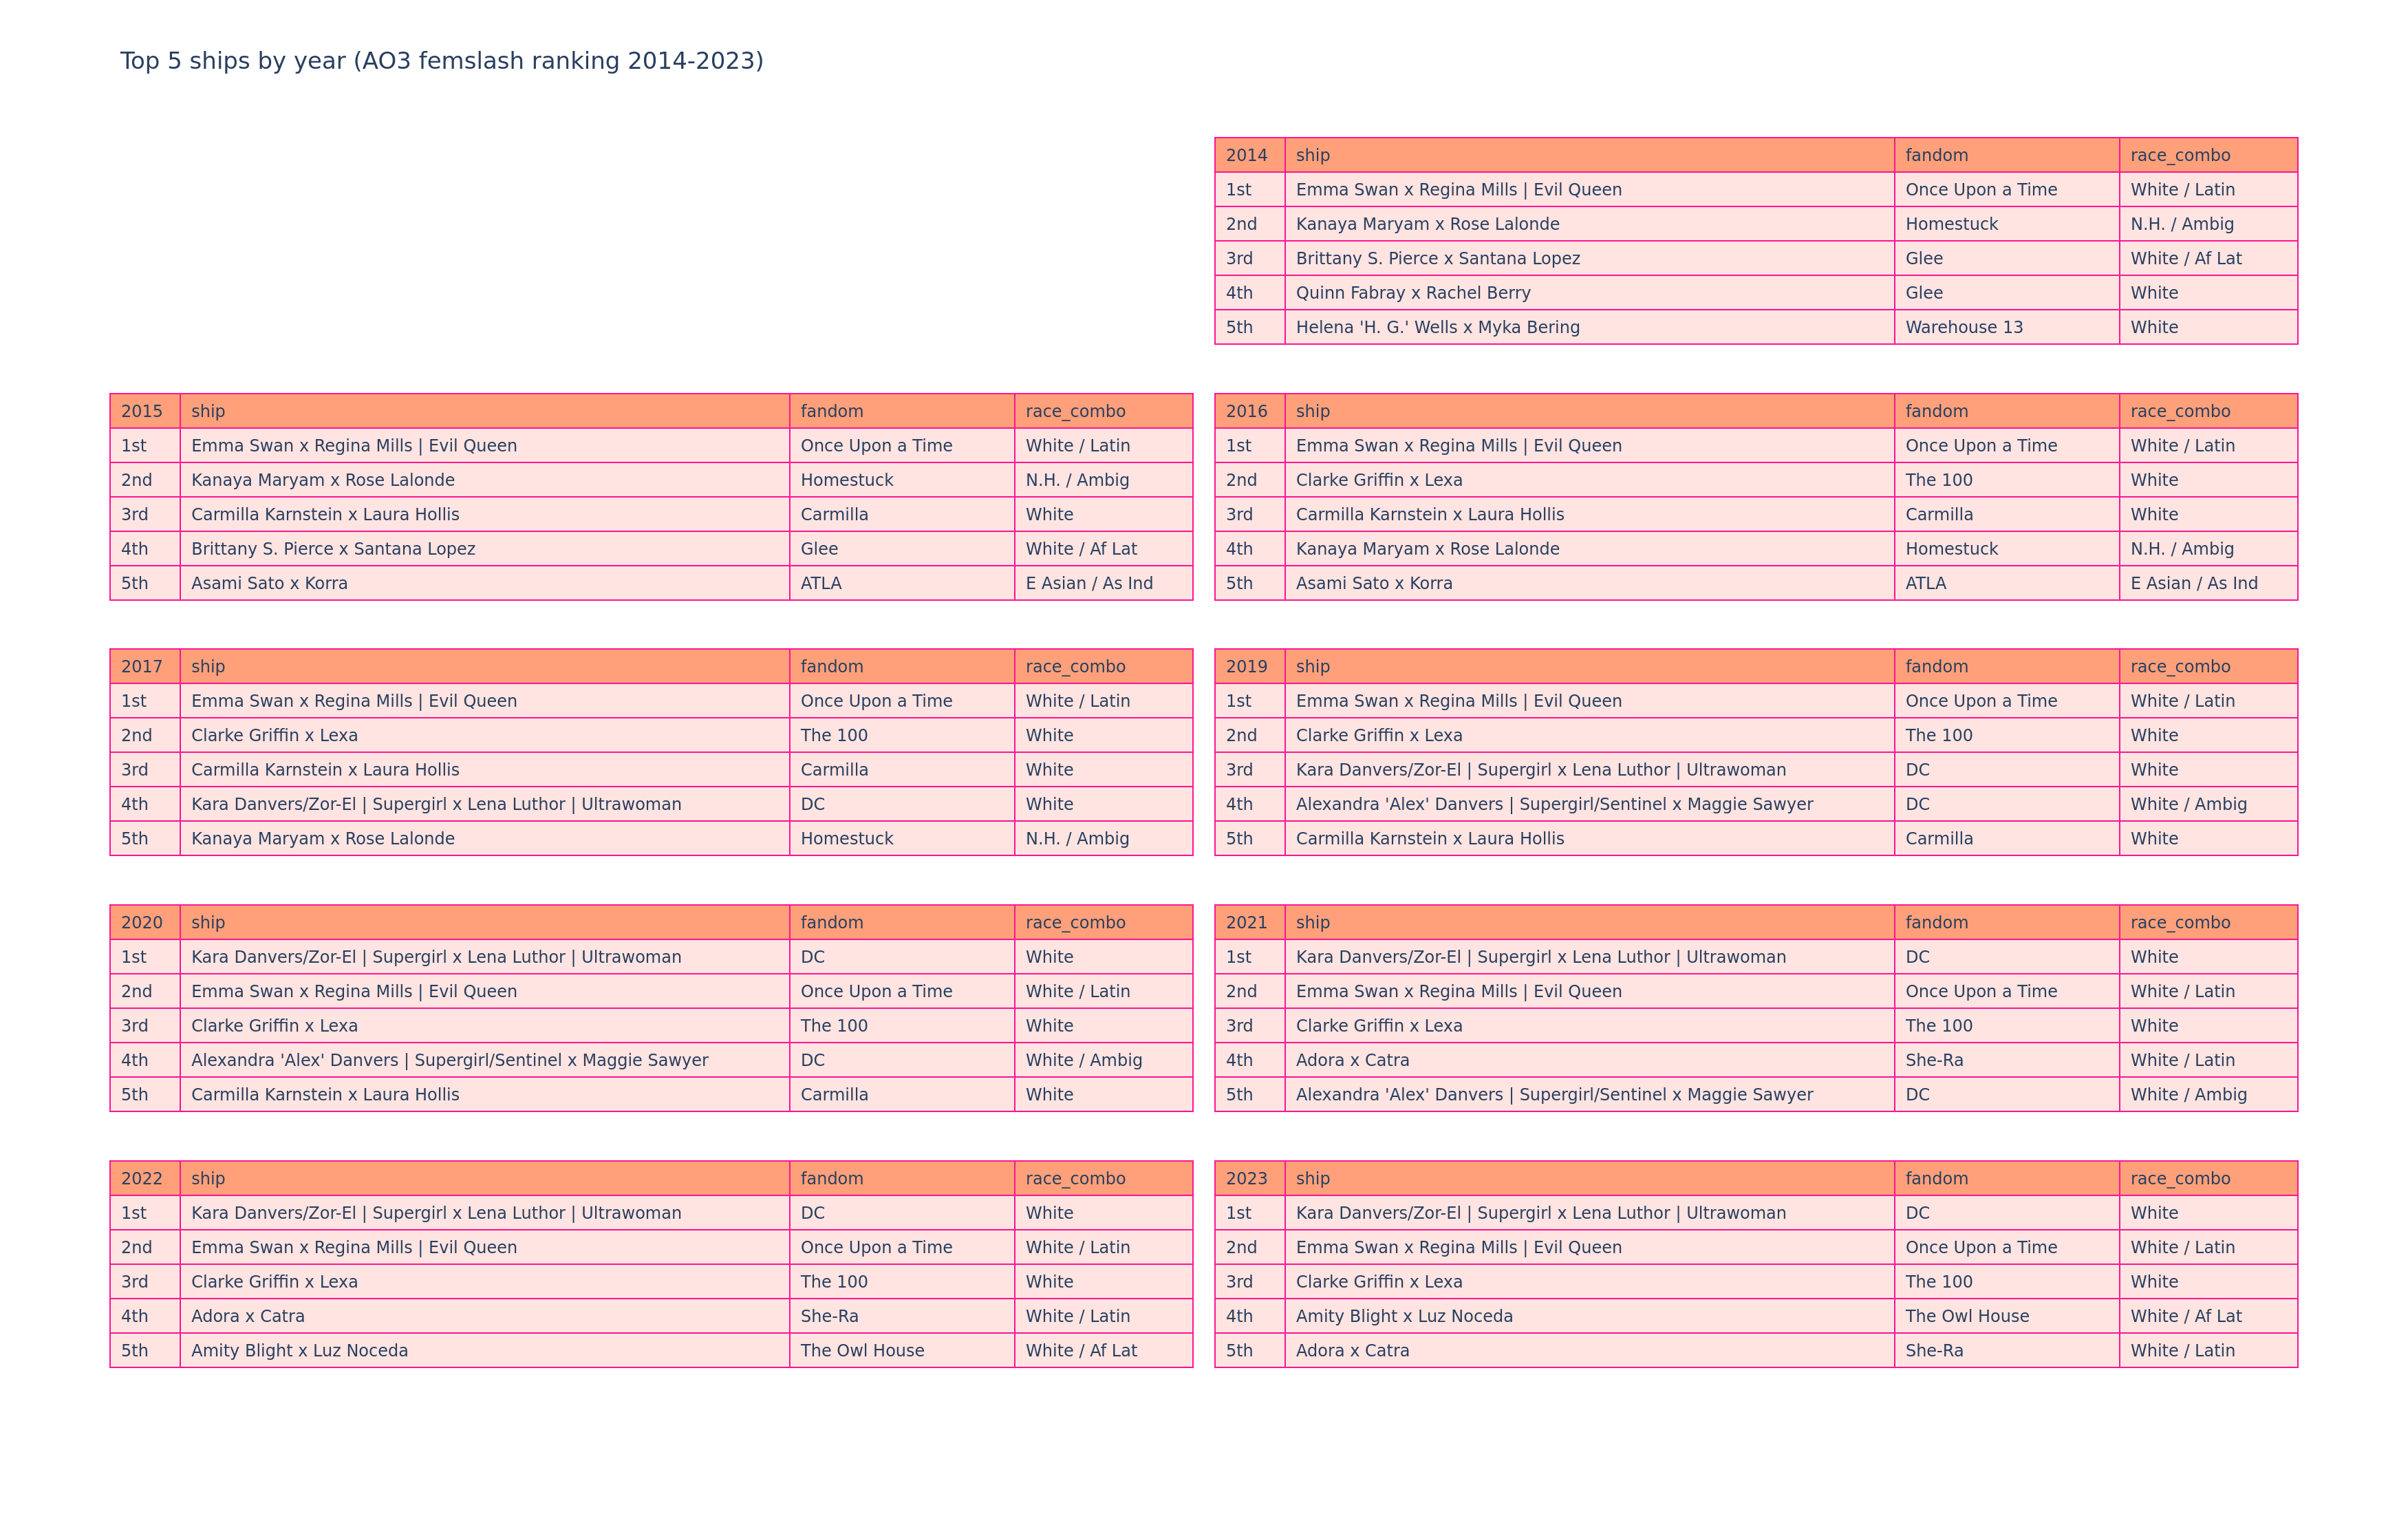 Top 5 ships by year (AO3 femslash ranking 2014-2023)
2014 ship fandom race_combo
1st Emma Swan x Regina Mills | Evil Queen Once Upon a Time White / Latin
2nd Kanaya Maryam x Rose Lalonde Homestuck N.H. / Ambig
3rd Brittany S. Pierce x Santana Lopez Glee White / Af Lat
4th Quinn Fabray x Rachel Berry Glee White
5th Helena 'H. G.' Wells x Myka Bering Warehouse 13 White
2015 ship fandom race_combo
1st Emma Swan x Regina Mills | Evil Queen Once Upon a Time White / Latin
2nd Kanaya Maryam x Rose Lalonde Homestuck N.H. / Ambig
3rd Carmilla Karnstein x Laura Hollis Carmilla White
4th Brittany S. Pierce x Santana Lopez Glee White / Af Lat
5th Asami Sato x Korra ATLA E Asian / As Ind
2016 ship fandom race_combo
1st Emma Swan x Regina Mills | Evil Queen Once Upon a Time White / Latin
2nd Clarke Griffin x Lexa The 100 White
3rd Carmilla Karnstein x Laura Hollis Carmilla White
4th Kanaya Maryam x Rose Lalonde Homestuck N.H. / Ambig
5th Asami Sato x Korra ATLA E Asian / As Ind
2017 ship fandom race_combo
1st Emma Swan x Regina Mills | Evil Queen Once Upon a Time White / Latin
2nd Clarke Griffin x Lexa The 100 White
3rd Carmilla Karnstein x Laura Hollis Carmilla White
4th Kara Danvers/Zor-El | Supergirl x Lena Luthor | Ultrawoman DC White
5th Kanaya Maryam x Rose Lalonde Homestuck N.H. / Ambig
2019 ship fandom race_combo
1st Emma Swan x Regina Mills | Evil Queen Once Upon a Time White / Latin
2nd Clarke Griffin x Lexa The 100 White
3rd Kara Danvers/Zor-El | Supergirl x Lena Luthor | Ultrawoman DC White
4th Alexandra 'Alex' Danvers | Supergirl/Sentinel x Maggie Sawyer DC White / Ambig
5th Carmilla Karnstein x Laura Hollis Carmilla White
2020 ship fandom race_combo
1st Kara Danvers/Zor-El | Supergirl x Lena Luthor | Ultrawoman DC White
2nd Emma Swan x Regina Mills | Evil Queen Once Upon a Time White / Latin
3rd Clarke Griffin x Lexa The 100 White
4th Alexandra 'Alex' Danvers | Supergirl/Sentinel x Maggie Sawyer DC White / Ambig
5th Carmilla Karnstein x Laura Hollis Carmilla White
2021 ship fandom race_combo
1st Kara Danvers/Zor-El | Supergirl x Lena Luthor | Ultrawoman DC White
2nd Emma Swan x Regina Mills | Evil Queen Once Upon a Time White / Latin
3rd Clarke Griffin x Lexa The 100 White
4th Adora x Catra She-Ra White / Latin
5th Alexandra 'Alex' Danvers | Supergirl/Sentinel x Maggie Sawyer DC White / Ambig
2022 ship fandom race_combo
1st Kara Danvers/Zor-El | Supergirl x Lena Luthor | Ultrawoman DC White
2nd Emma Swan x Regina Mills | Evil Queen Once Upon a Time White / Latin
3rd Clarke Griffin x Lexa The 100 White
4th Adora x Catra She-Ra White / Latin
5th Amity Blight x Luz Noceda The Owl House White / Af Lat
2023 ship fandom race_combo
1st Kara Danvers/Zor-El | Supergirl x Lena Luthor | Ultrawoman DC White
2nd Emma Swan x Regina Mills | Evil Queen Once Upon a Time White / Latin
3rd Clarke Griffin x Lexa The 100 White
4th Amity Blight x Luz Noceda The Owl House White / Af Lat
5th Adora x Catra She-Ra White / Latin